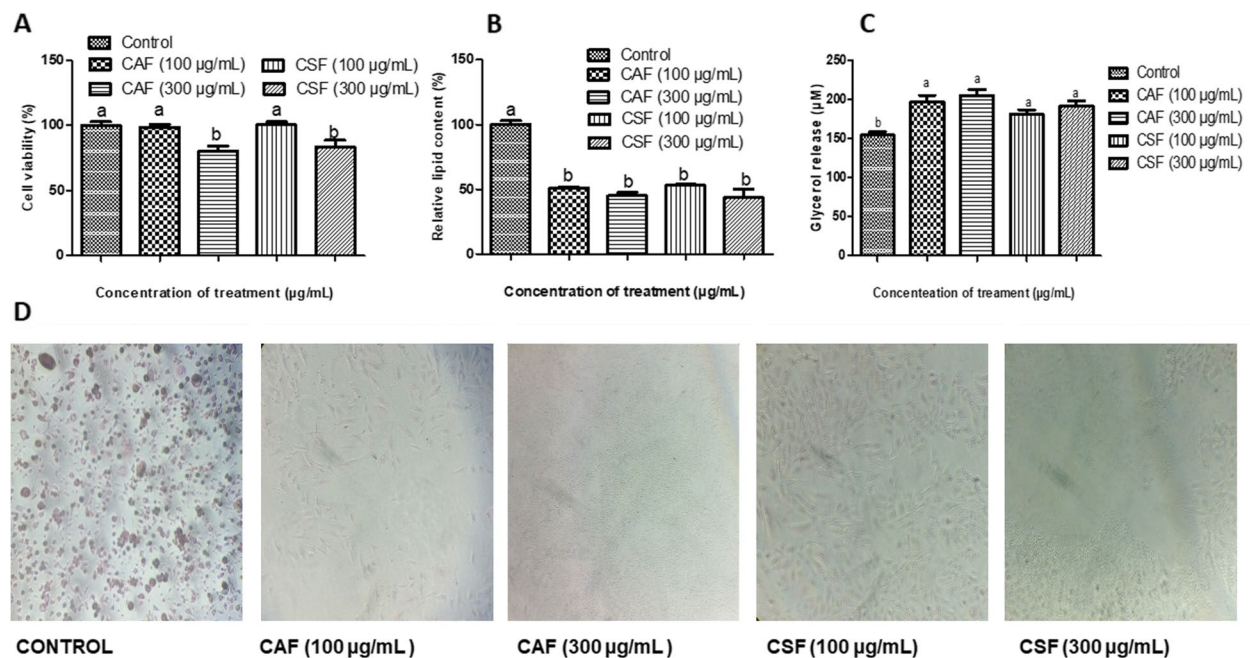 A
Control
CAF (100 µg/mL) CSF (100 µg/mL)
CAF (300 µg/mL) CSF (300 µg/mL)
150
100
50
0
Cell viability (%)
a a b a b
Concentration of treatment (µg/mL)
B
Control
CAF (100 µg/mL)
CAF (300 µg/mL)
CSF (100 µg/mL)
CSF (300 µg/mL)
150
100
50
0
Relative lipid content (%)
a b b b b
Concentration of treatment (µg/mL)
C
Control
CAF (100 µg/mL)
CAF (300 µg/mL)
CSF (100 µg/mL)
CSF (300 µg/mL)
250
200
150
100
50
0
Glycerol release (µM)
b a a a a
Concenteation of treament (µg/mL)
D
CONTROL CAF (100 µg/mL) CAF (300 µg/mL) CSF (100 µg/mL) CSF (300 µg/mL)